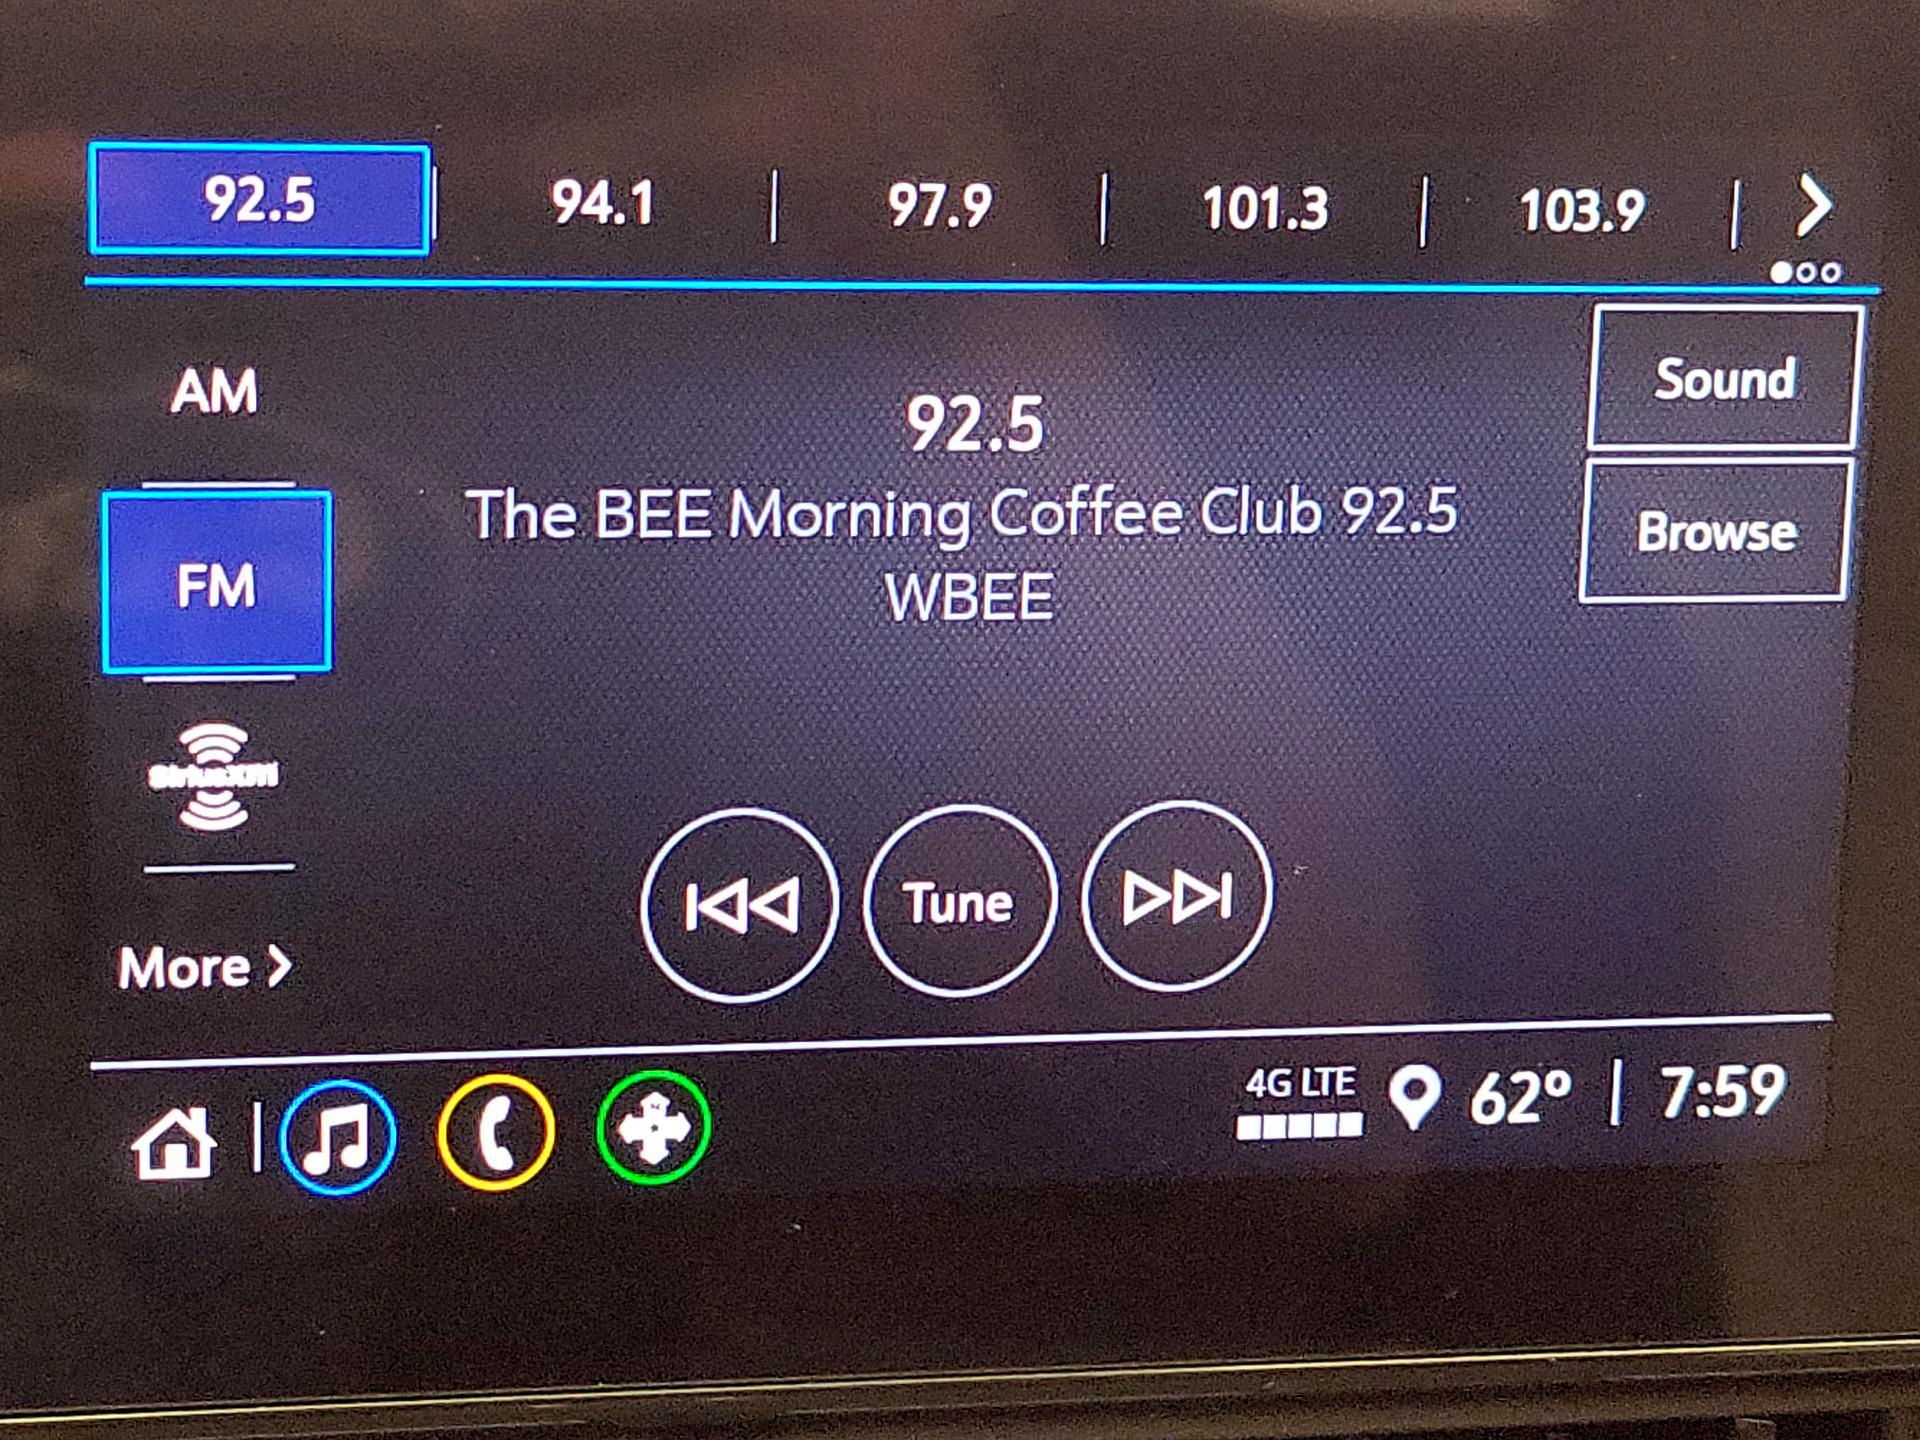 92.5 | 94.1 | 97.9 | 101.3 | 103.9 |
AM
Sound
92.5
The BEE Morning Coffee Club 92.5
WBEE
Browse
FM
siriusxm
Tune
More >
4G LTE
62° | 7:59